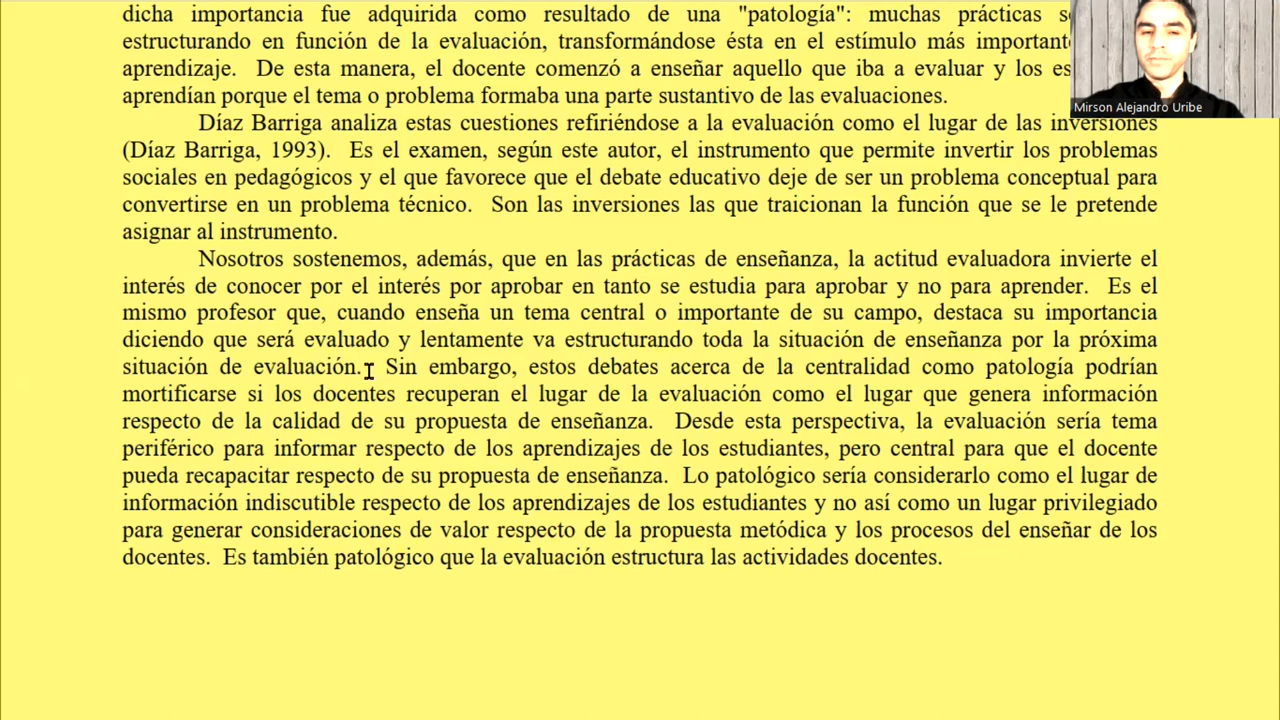 dicha importancia fue adquirida como resultado de una "patología": muchas prácticas
estructurando en función de la evaluación, transformándose ésta en el estímulo más
aprendizaje. De esta manera, el docente comenzó a enseñar aquello que iba a evaluar y los
aprendían porque el tema o problema formaba una parte sustantivo de las evaluaciones.
Mirson Alejandro Uribe
Díaz Barriga analiza estas cuestiones refiriéndose a la evaluación como el lugar de las inversiones
(Díaz Barriga, 1993). Es el examen, según este autor, el instrumento que permite invertir los problemas
sociales en pedagógicos y el que favorece que el debate educativo deje de ser un problema conceptual para
convertirse en un problema técnico. Son las inversiones las que traicionan la función que se le pretende
asignar al instrumento.
Nosotros sostenemos, además, que en las prácticas de enseñanza, la actitud evaluadora invierte el
interés de conocer por el interés por aprobar en tanto se estudia para aprobar y no para aprender. Es el
mismo profesor que, cuando enseña un tema central o importante de su campo, destaca su importancia
diciendo que será evaluado y lentamente va estructurando toda la situación de enseñanza por la próxima
situación de evaluación. Sin embargo, estos debates acerca de la centralidad como patología podrían
mortificarse si los docentes recuperan el lugar de la evaluación como el lugar que genera información
respecto de la calidad de su propuesta de enseñanza. Desde esta perspectiva, la evaluación sería tema
periférico para informar respecto de los aprendizajes de los estudiantes, pero central para que el docente
pueda recapacitar respecto de su propuesta de enseñanza. Lo patológico sería considerarlo como el lugar de
información indiscutible respecto de los aprendizajes de los estudiantes y no así como un lugar privilegiado
para generar consideraciones de valor respecto de la propuesta metódica y los procesos del enseñar de los
docentes. Es también patológico que la evaluación estructura las actividades docentes.